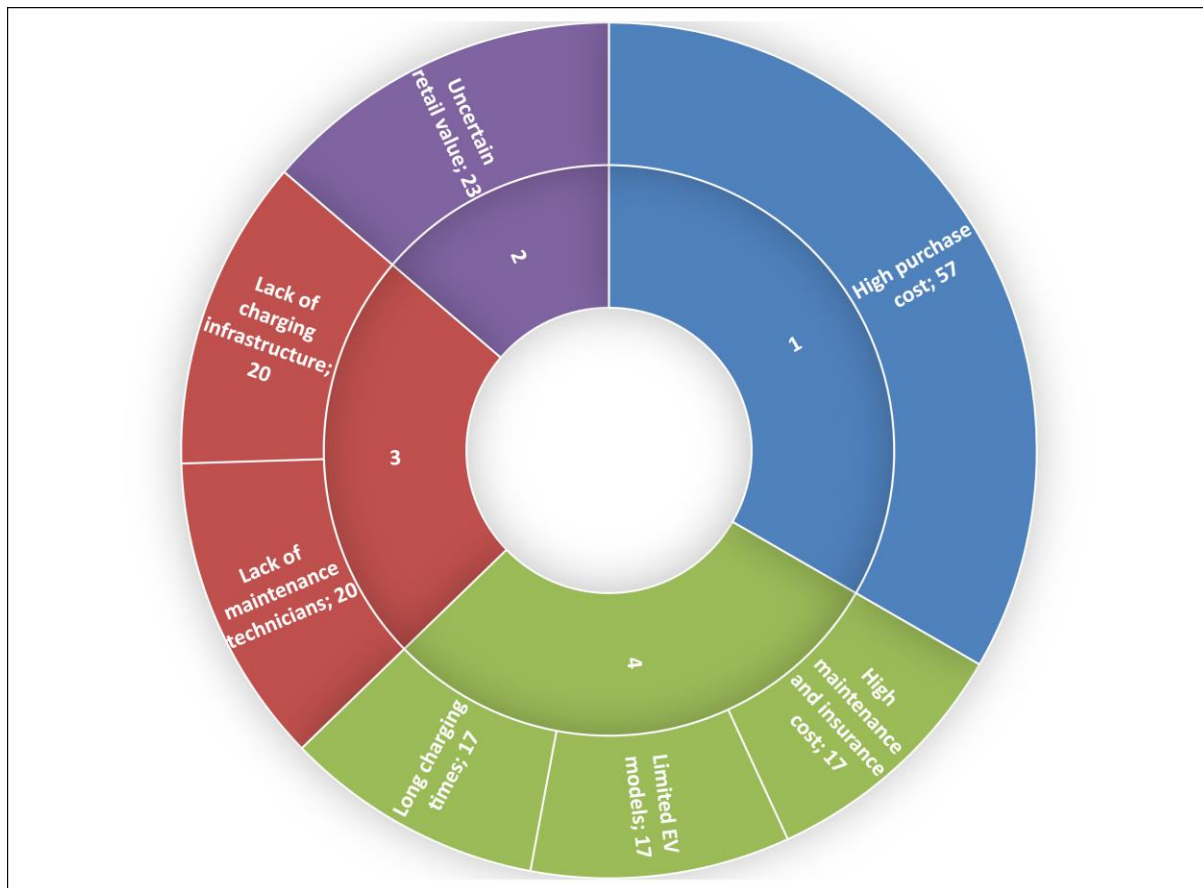 High purchase
cost; 57
1
High
maintenance
and insurance
cost; 17
Limited EV
models; 17
Long charging
times; 17
4
Lack of
maintenance
technicians; 20
Lack of
charging
infrastructure;
20
3
Uncertain
retail value; 23
2